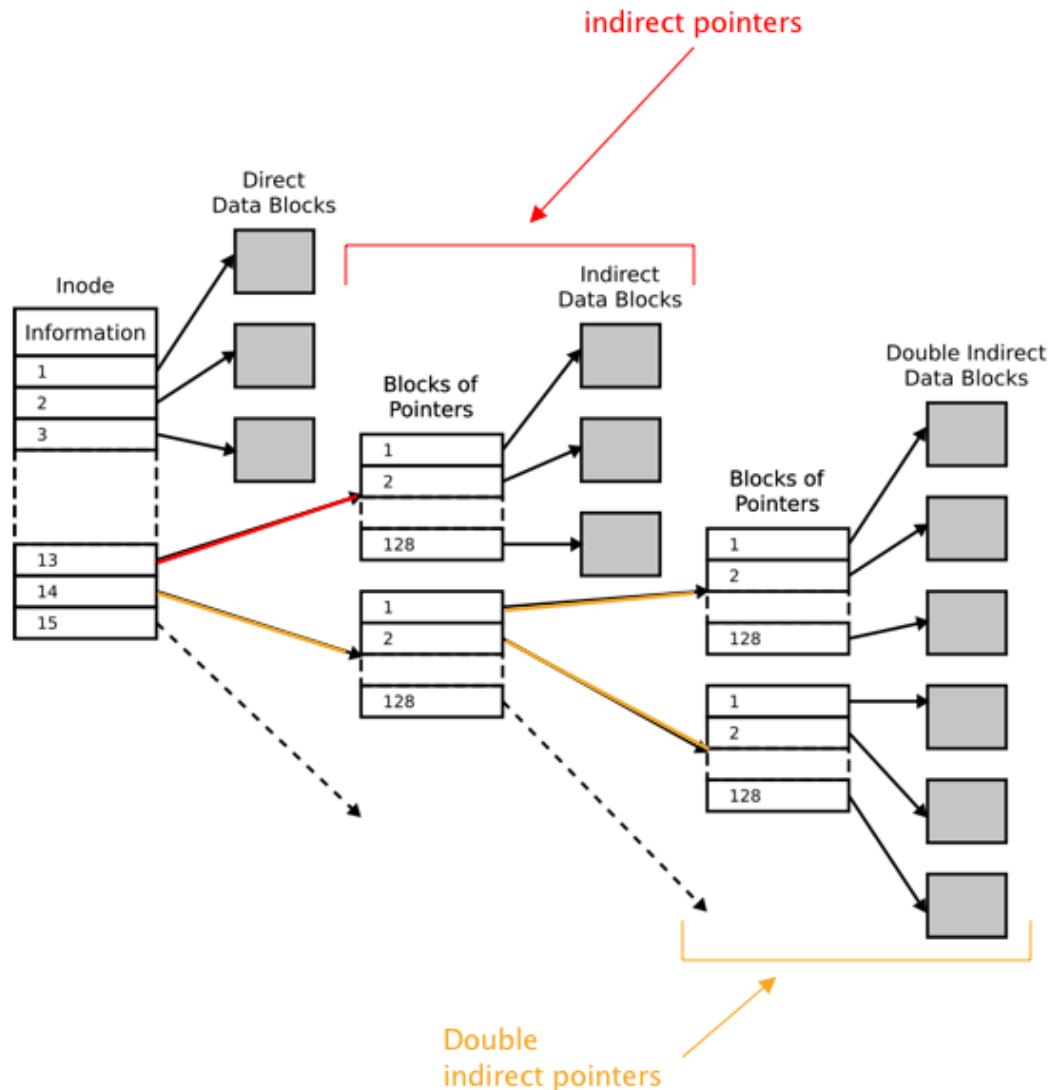 indirect pointers
Direct
Data Blocks
Inode
Information
1
2
3
13
14
15
Indirect
Data Blocks
Blocks of
Pointers
1
2
128
1
2
128
Double Indirect
Data Blocks
Blocks of
Pointers
1
2
128
1
2
128
Double
indirect pointers